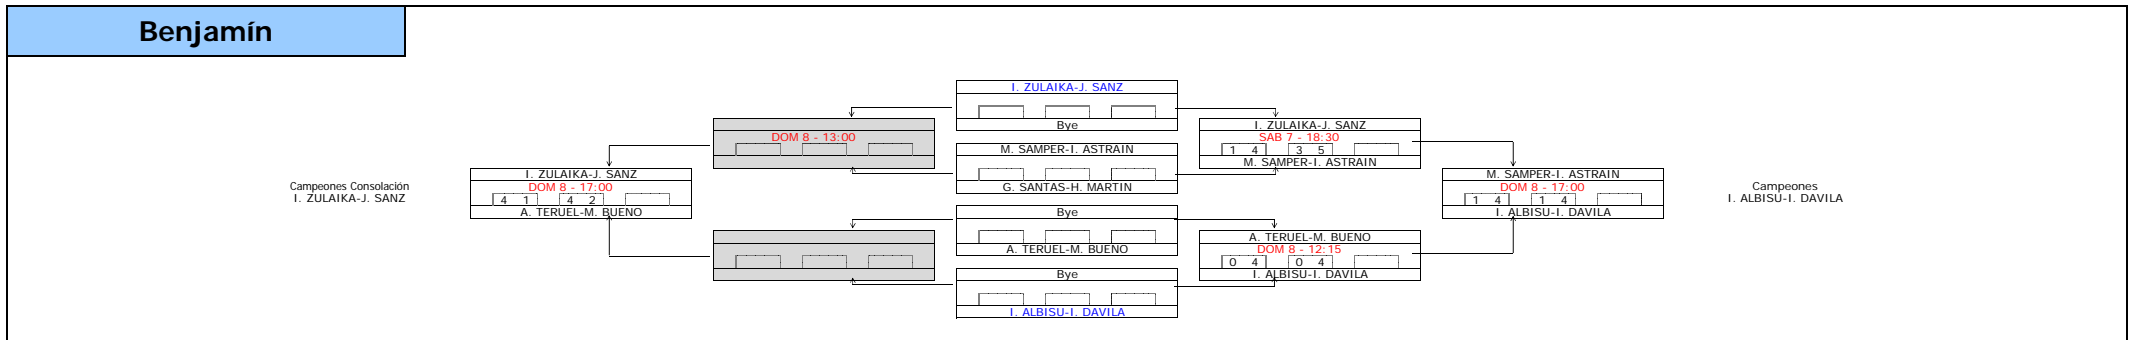 Benjamín
I. ZULAIKA-J. SANZ
Bye
M. SAMPER-I. ASTRAIN
G. SANTAS-H. MARTIN
Bye
A. TERUEL-M. BUENO
Bye
I. ALBISU-I. DAVILA
DOM 8 - 13:00
I. ZULAIKA-J. SANZ
SAB 7 - 18:30
1 4 3 5
M. SAMPER-I. ASTRAIN
A. TERUEL-M. BUENO
DOM 8 - 12:15
0 4 0 4
I. ALBISU-I. DAVILA
I. ZULAIKA-J. SANZ
DOM 8 - 17:00
4 1 4 2
A. TERUEL-M. BUENO
Campeones Consolación
I. ZULAIKA-J. SANZ
M. SAMPER-I. ASTRAIN
DOM 8 - 17:00
1 4 1 4
I. ALBISU-I. DAVILA
Campeones
I. ALBISU-I. DAVILA